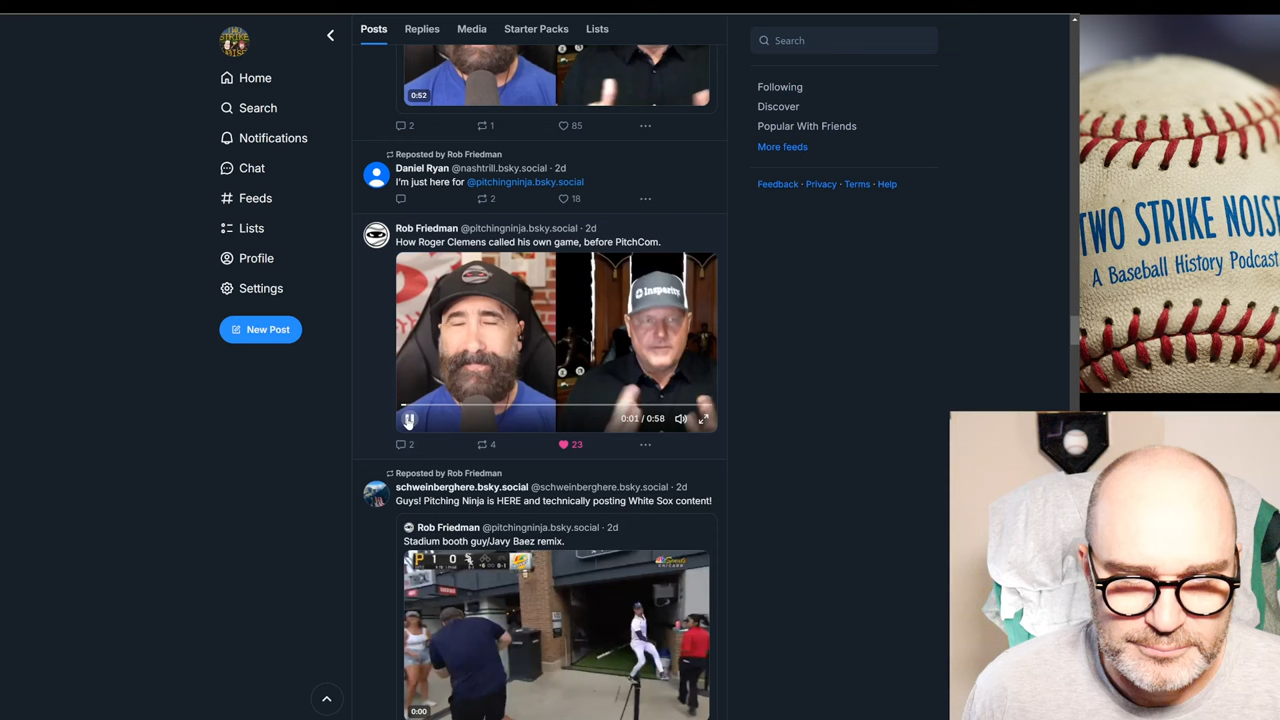 TWO
STRIKE
NOISE
Home
Search
Notifications
Chat
Feeds
Lists
Profile
Settings
New Post
Posts Replies Media Starter Packs Lists
0:52
2 1 85
Reposted by Rob Friedman
Daniel Ryan @nashtrill.bsky.social · 2d
I'm just here for @pitchingninja.bsky.social
2 18
Rob Friedman @pitchingninja.bsky.social · 2d
How Roger Clemens called his own game, before PitchCom.
Insperity
0:01 / 0:58
2 4 23
Reposted by Rob Friedman
schweinberghere.bsky.social @schweinberghere.bsky.social · 2d
Guys! Pitching Ninja is HERE and technically posting White Sox content!
Rob Friedman @pitchingninja.bsky.social · 2d
Stadium booth guy/Javy Baez remix.
P 1 0
0:00
Search
Following
Discover
Popular With Friends
More feeds
Feedback · Privacy · Terms · Help
TWO STRIKE NOISE
A Baseball History Podcast